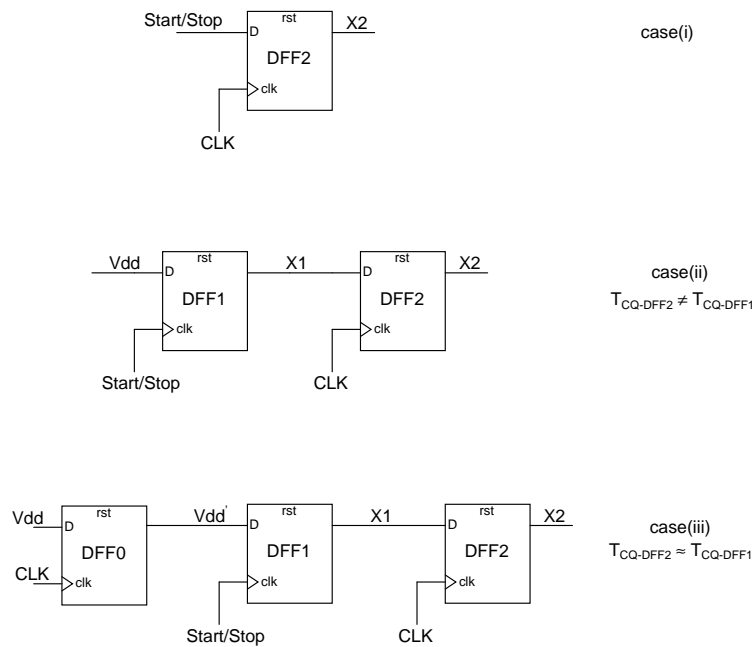 Start/Stop D rst X2 case(i)
DFF2
clk
CLK
Vdd D rst X1 D rst X2 case(ii)
DFF1 DFF2 T_CQ-DFF2 ≠ T_CQ-DFF1
clk clk
Start/Stop CLK
Vdd D rst Vdd' D rst X1 D rst X2 case(iii)
DFF0 DFF1 DFF2 T_CQ-DFF2 ≈ T_CQ-DFF1
CLK clk clk clk
Start/Stop CLK